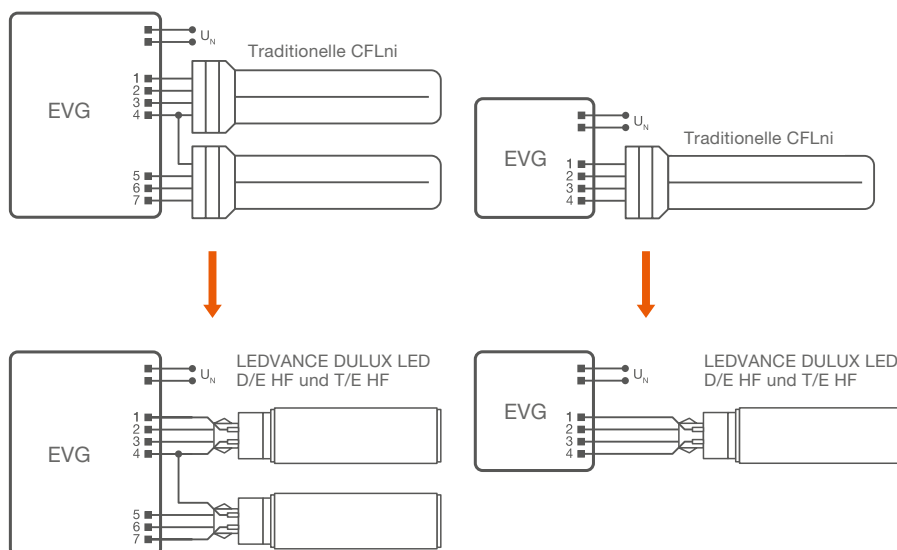 U_N
Traditionelle CFLni
1
2
3
4
EVG
5
6
7
U_N
Traditionelle CFLni
EVG
1
2
3
4
U_N
LEDVANCE DULUX LED
D/E HF und T/E HF
1
2
3
4
EVG
5
6
7
U_N
LEDVANCE DULUX LED
D/E HF und T/E HF
EVG
1
2
3
4